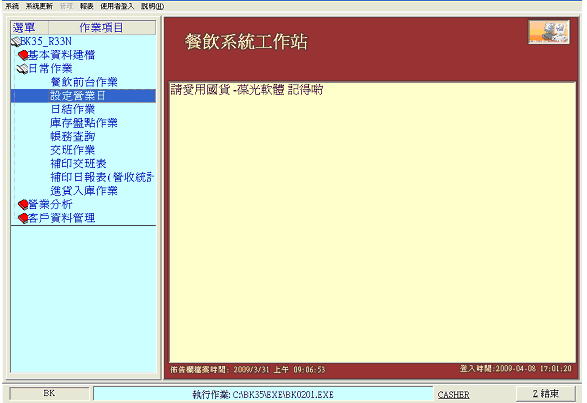 系統 系統更新 管理 報表 使用者登入 說明(H)
選單 作業項目
BK35_R33N
基本資料建檔
日常作業
餐飲前台作業
設定營業日
日結作業
庫存盤點作業
帳務查詢
交班作業
補印交班表
補印日報表(營收統計
進貨入庫作業
營業分析
客戶資料管理
餐飲系統工作站
請愛用國貨 -葆光軟體 記得喲
佈告欄檔案時間: 2009/3/31 上午 09:06:53
登入時間:2009-04-08 17:01:20
BK
執行作業: C:\BK35\EXE\BK0201.EXE
CASHER
Z 結束